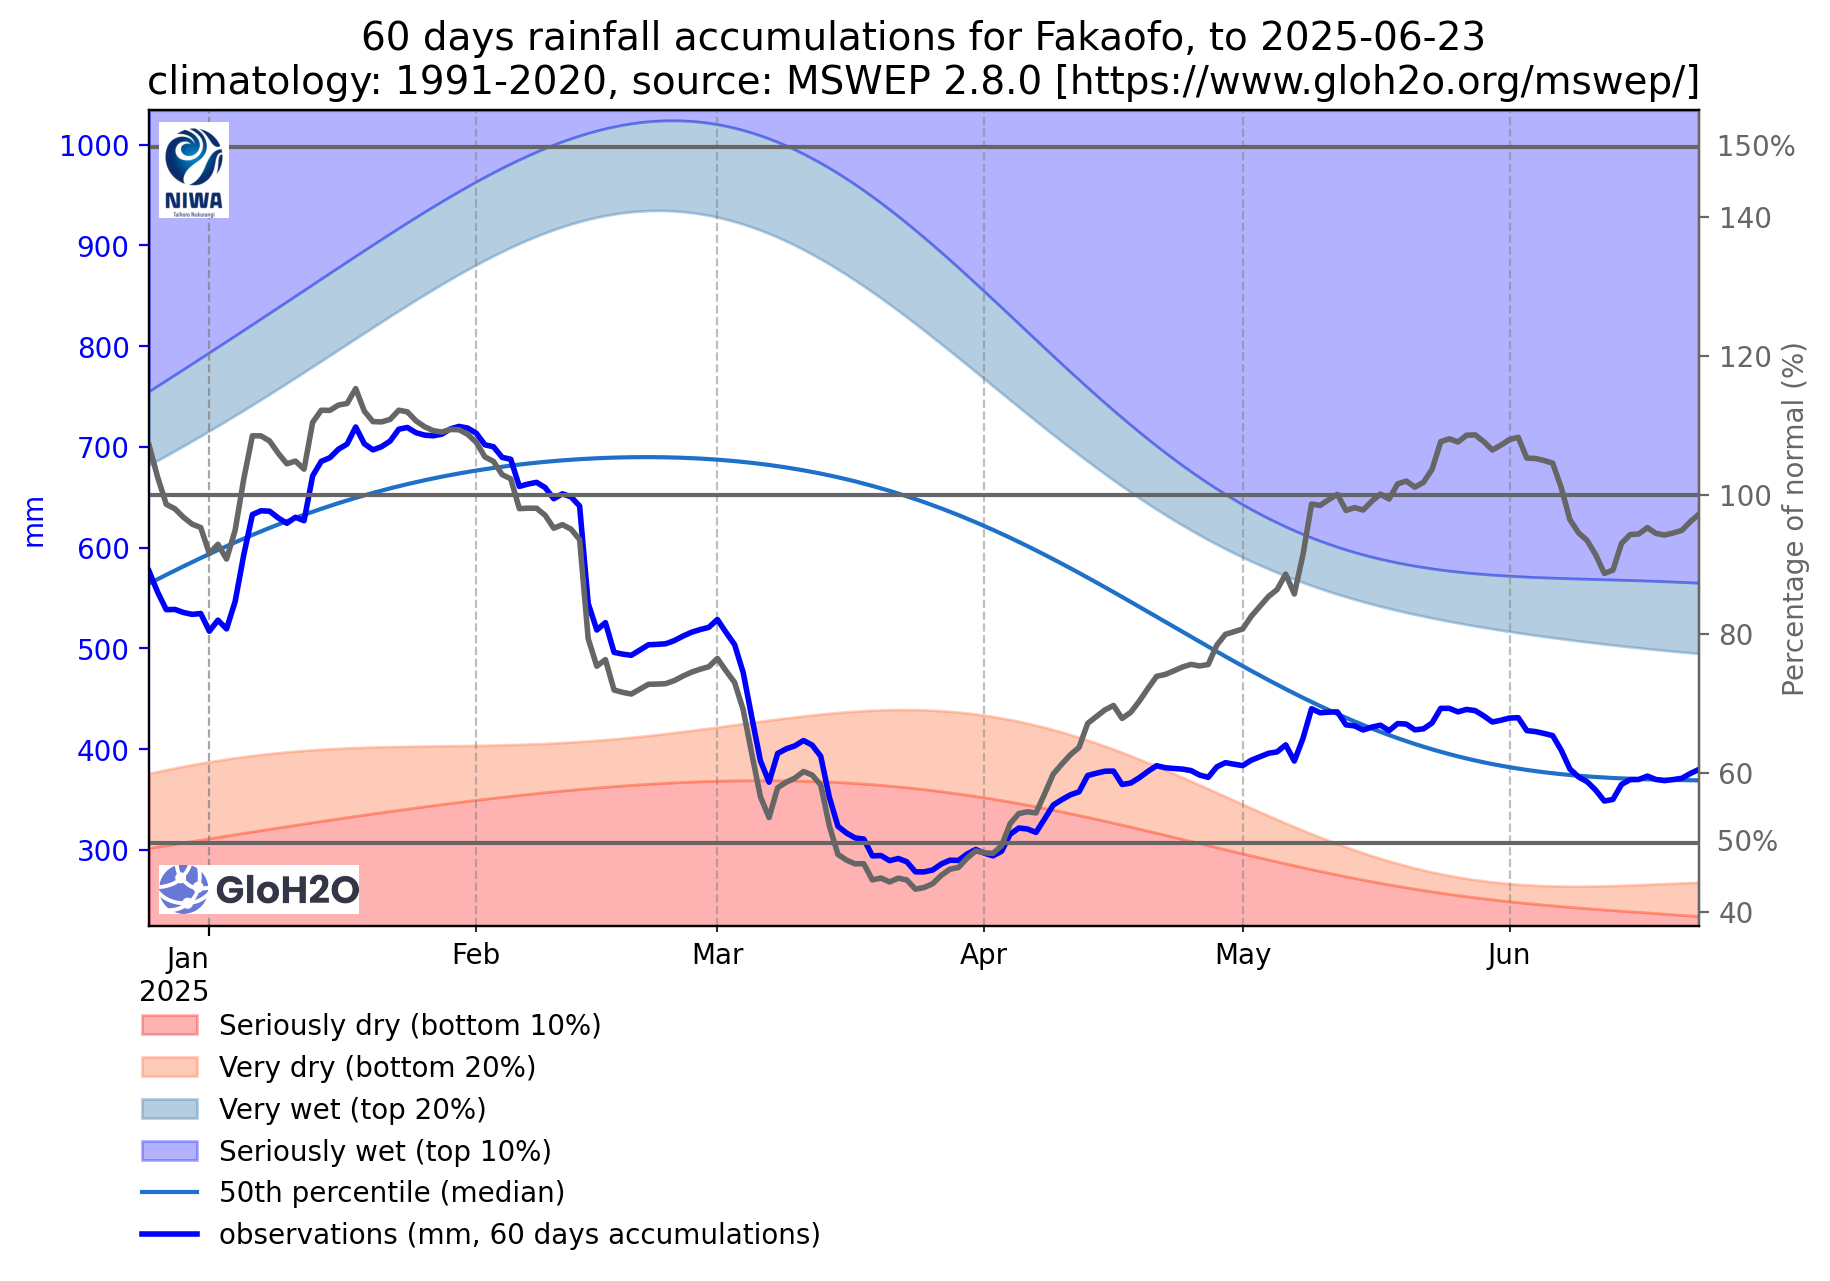 60 days rainfall accumulations for Fakaofo, to 2025-06-23
climatology: 1991-2020, source: MSWEP 2.8.0 [https://www.gloh2o.org/mswep/]
NIWA
Taihoro Nukurangi
1000
900
800
700
600
500
400
300
mm
150%
140
120
100
80
60
50%
40
Percentage of normal (%)
GloH2O
Jan
2025
Feb
Mar
Apr
May
Jun
Seriously dry (bottom 10%)
Very dry (bottom 20%)
Very wet (top 20%)
Seriously wet (top 10%)
50th percentile (median)
observations (mm, 60 days accumulations)